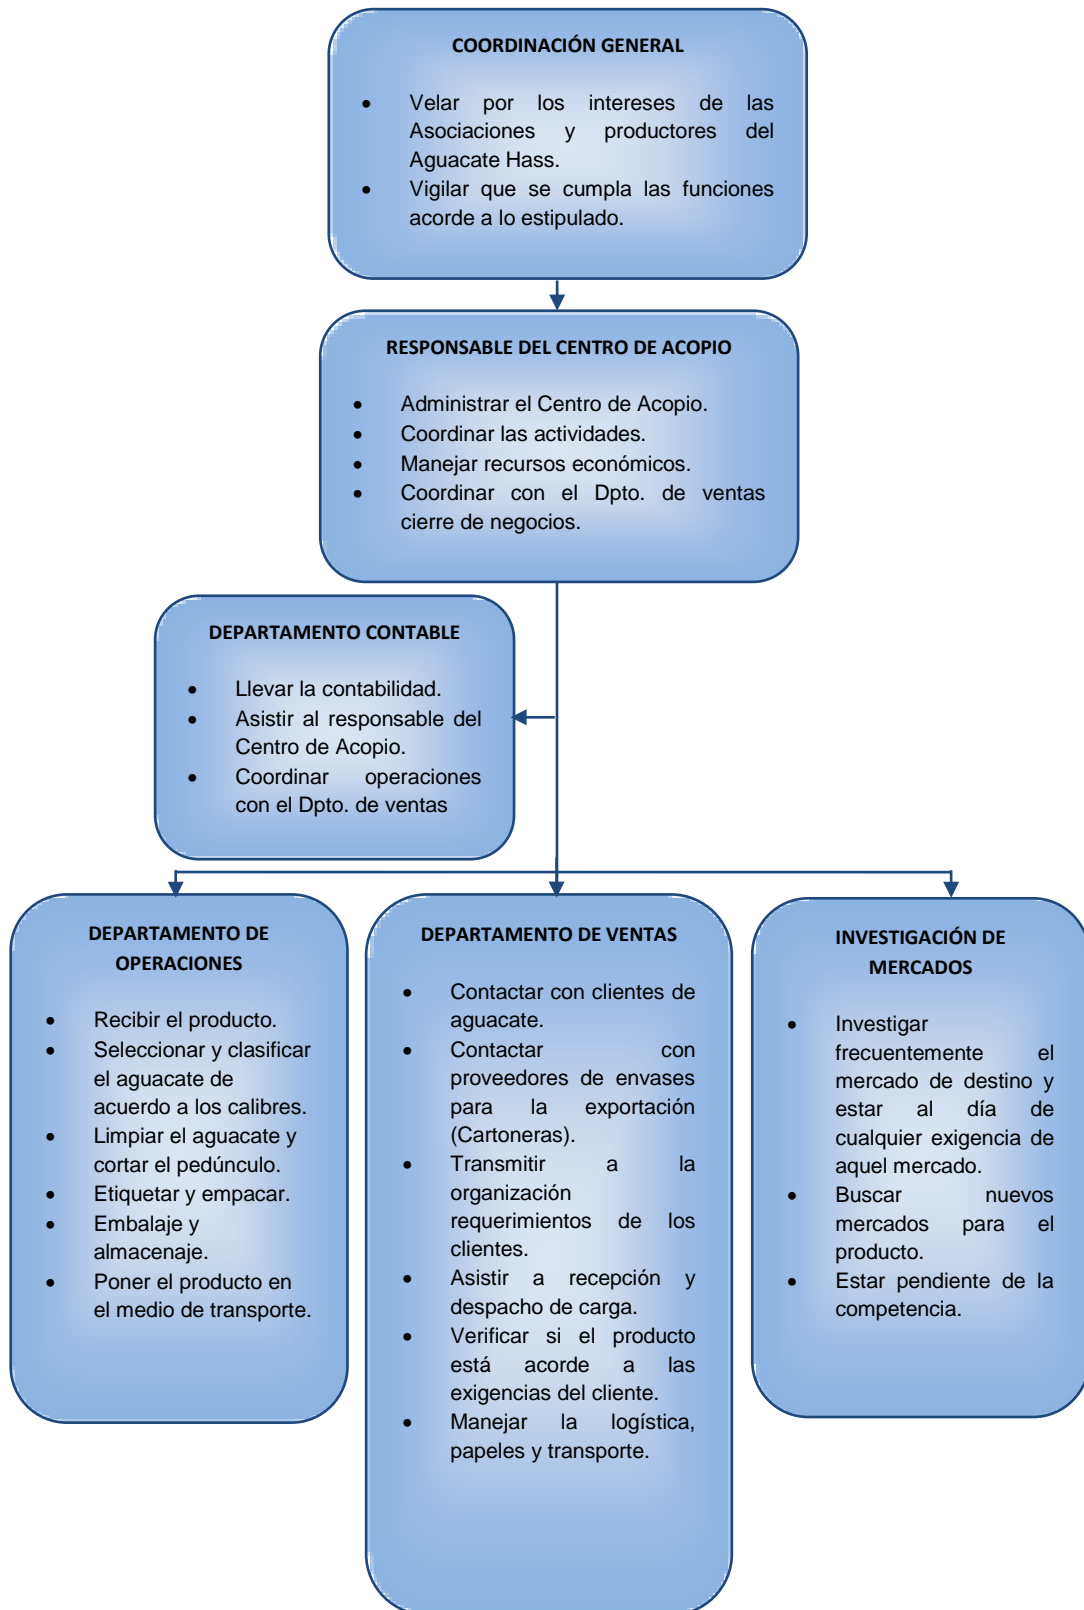 COORDINACIÓN GENERAL
• Velar por los intereses de las
Asociaciones y productores del
Aguacate Hass.
• Vigilar que se cumpla las funciones
acorde a lo estipulado.
RESPONSABLE DEL CENTRO DE ACOPIO
• Administrar el Centro de Acopio.
• Coordinar las actividades.
• Manejar recursos económicos.
• Coordinar con el Dpto. de ventas
cierre de negocios.
DEPARTAMENTO CONTABLE
• Llevar la contabilidad.
• Asistir al responsable del
Centro de Acopio.
• Coordinar operaciones
con el Dpto. de ventas
DEPARTAMENTO DE
OPERACIONES
• Recibir el producto.
• Seleccionar y clasificar
el aguacate de
acuerdo a los calibres.
• Limpiar el aguacate y
cortar el pedúnculo.
• Etiquetar y empacar.
• Embalaje y
almacenaje.
• Poner el producto en
el medio de transporte.
DEPARTAMENTO DE VENTAS
• Contactar con clientes de
aguacate.
• Contactar con
proveedores de envases
para la exportación
(Cartoneras).
• Transmitir a la
organización
requerimientos de los
clientes.
• Asistir a recepción y
despacho de carga.
• Verificar si el producto
está acorde a las
exigencias del cliente.
• Manejar la logística,
papeles y transporte.
INVESTIGACIÓN DE
MERCADOS
• Investigar
frecuentemente el
mercado de destino y
estar al día de
cualquier exigencia de
aquel mercado.
• Buscar nuevos
mercados para el
producto.
• Estar pendiente de la
competencia.